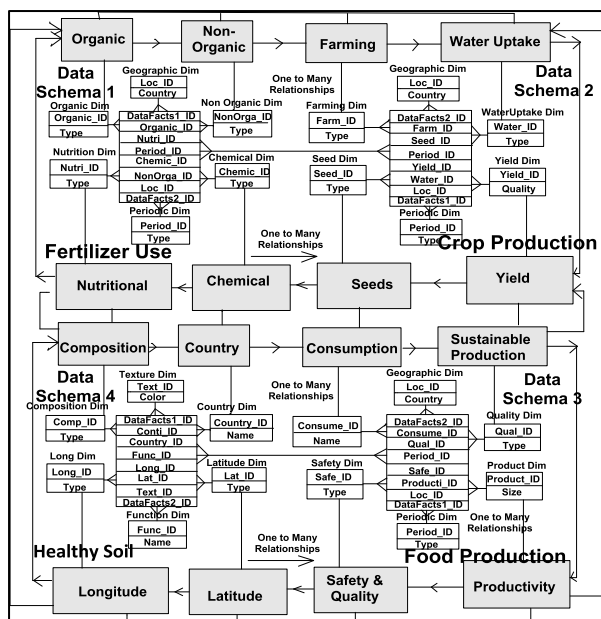 Organic
Non-
Organic
Farming
Water Uptake
Data
Schema 1
Geographic Dim
Loc_ID
Country
One to Many
Relationships
Geographic Dim
Loc_ID
Country
Data
Schema 2
Organic Dim
Organic_ID
Type
DataFacts1_ID
Organic_ID
Nutri_ID
Period_ID
Chemic_ID
NonOrga_ID
Loc_ID
DataFacts2_ID
Non Organic Dim
NonOrga_ID
Type
Farming Dim
Farm_ID
Type
DataFacts2_ID
Farm_ID
Seed_ID
Period_ID
Yield_ID
Water_ID
Loc_ID
DataFacts1_ID
WaterUptake Dim
Water_ID
Type
Nutrition Dim
Nutri_ID
Type
Chemical Dim
Chemic_ID
Type
Seed Dim
Seed_ID
Type
Yield Dim
Yield_ID
Quality
Periodic Dim
Period_ID
Type
Periodic Dim
Period_ID
Type
Fertilizer Use
One to Many
Relationships
Crop Production
Nutritional
Chemical
Seeds
Yield
Composition
Country
Consumption
Sustainable
Production
Data
Schema 4
Texture Dim
Text_ID
Color
One to Many
Relationships
Geographic Dim
Loc_ID
Country
Data
Schema 3
Composition Dim
Comp_ID
Type
DataFacts1_ID
Conti_ID
Country_ID
Func_ID
Long_ID
Lat_ID
Text_ID
DataFacts2_ID
Country Dim
Country_ID
Name
Consume_ID
Name
DataFacts2_ID
Consume_ID
Qual_ID
Period_ID
Safe_ID
Producti_ID
Loc_ID
DataFacts1_ID
Quality Dim
Qual_ID
Type
Long Dim
Long_ID
Type
Latitude Dim
Lat_ID
Type
Safety Dim
Safe_ID
Type
Product Dim
Product_ID
Size
Function Dim
Func_ID
Name
Periodic Dim
Period_ID
Type
One to Many
Relationships
Healthy Soil
One to Many
Relationships
Food Production
Longitude
Latitude
Safety &
Quality
Productivity